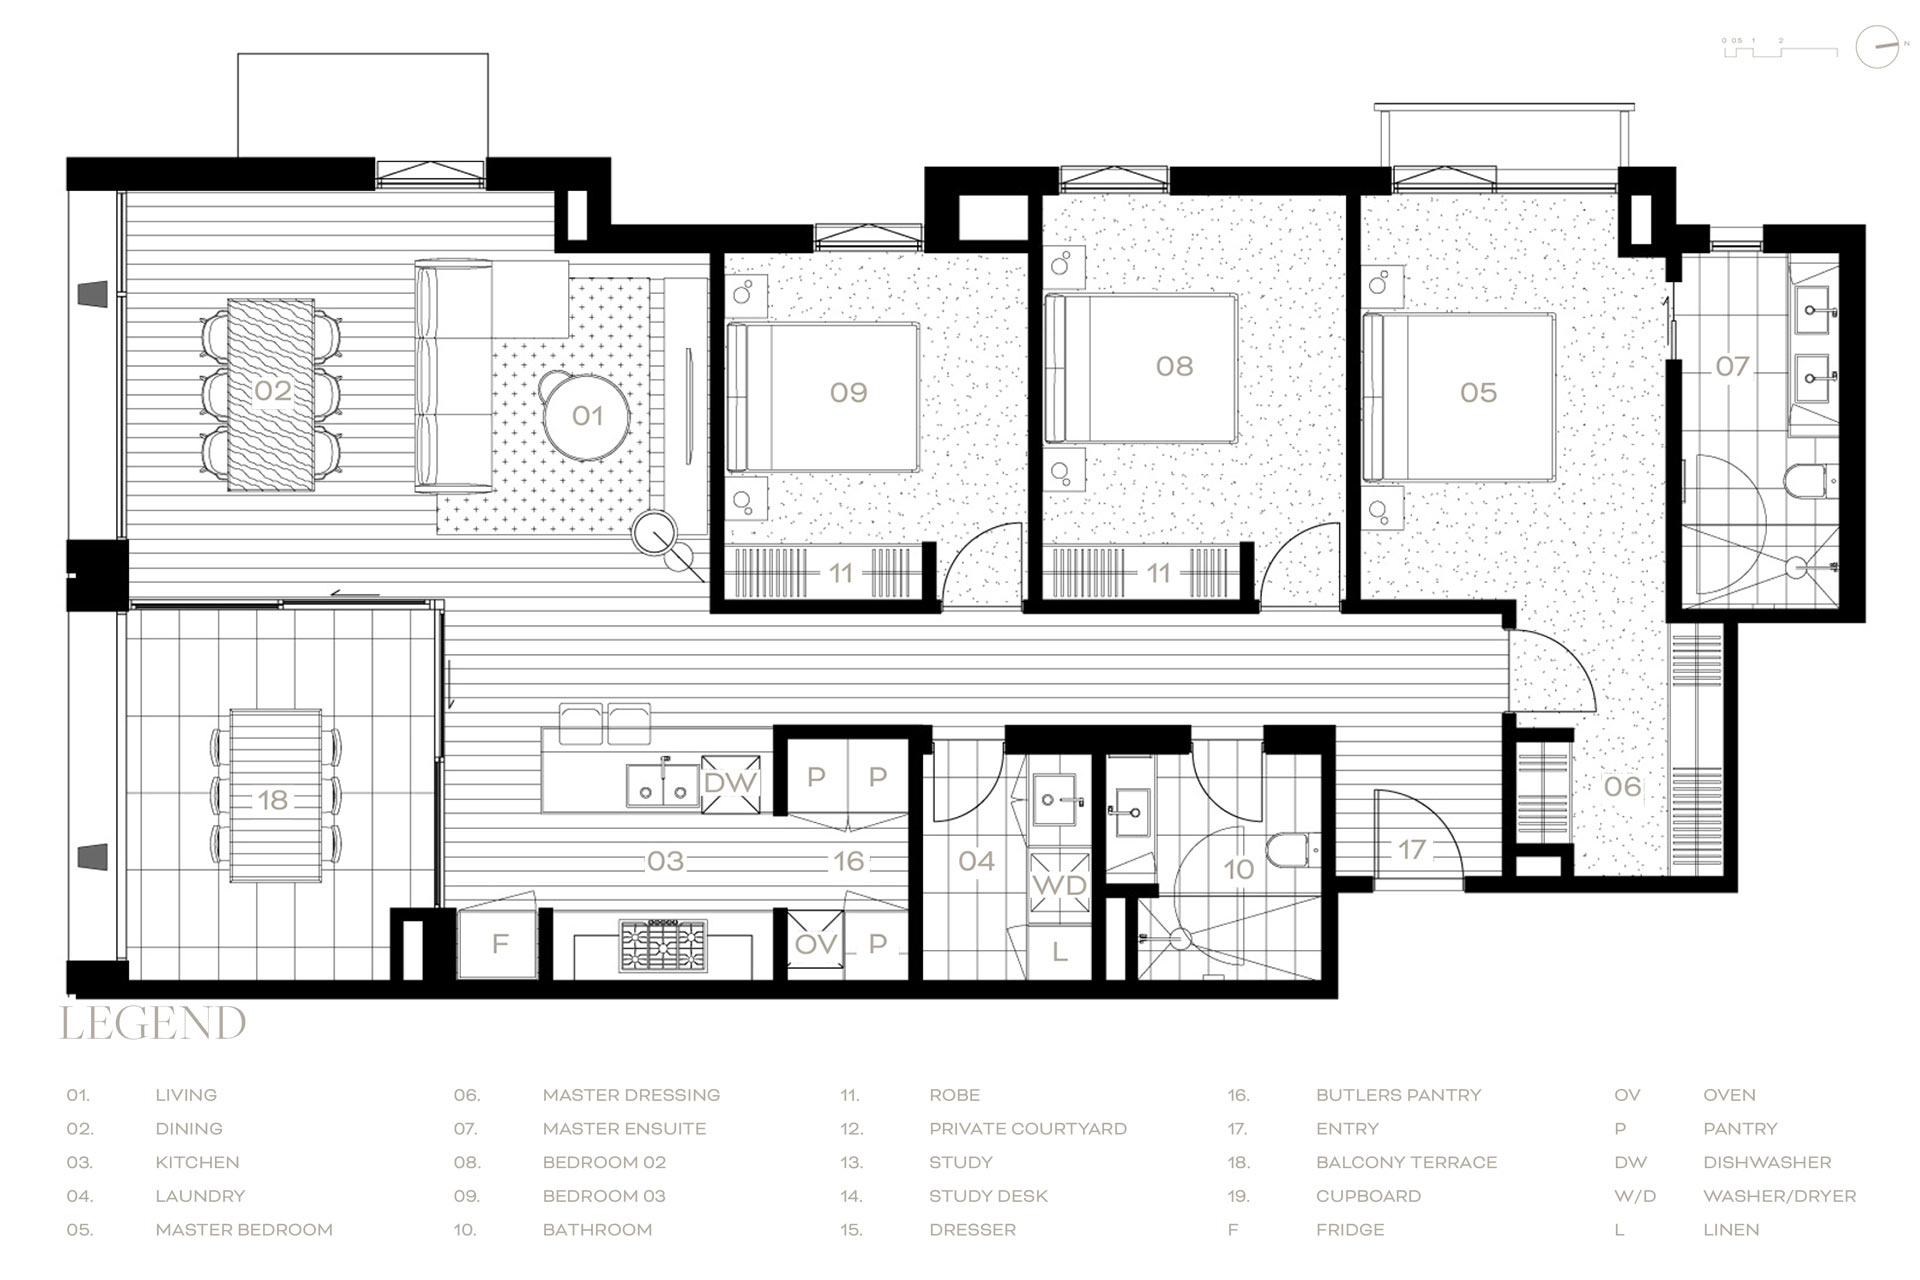 0 05 1 2
N
02
01
09
08
05
07
11
11
18
DW
P P
03
16
04
WD
10
17
06
F
OV
P
L
LEGEND
01. LIVING
02. DINING
03. KITCHEN
04. LAUNDRY
05. MASTER BEDROOM
06. MASTER DRESSING
07. MASTER ENSUITE
08. BEDROOM 02
09. BEDROOM 03
10. BATHROOM
11. ROBE
12. PRIVATE COURTYARD
13. STUDY
14. STUDY DESK
15. DRESSER
16. BUTLERS PANTRY
17. ENTRY
18. BALCONY TERRACE
19. CUPBOARD
F FRIDGE
OV OVEN
P PANTRY
DW DISHWASHER
W/D WASHER/DRYER
L LINEN